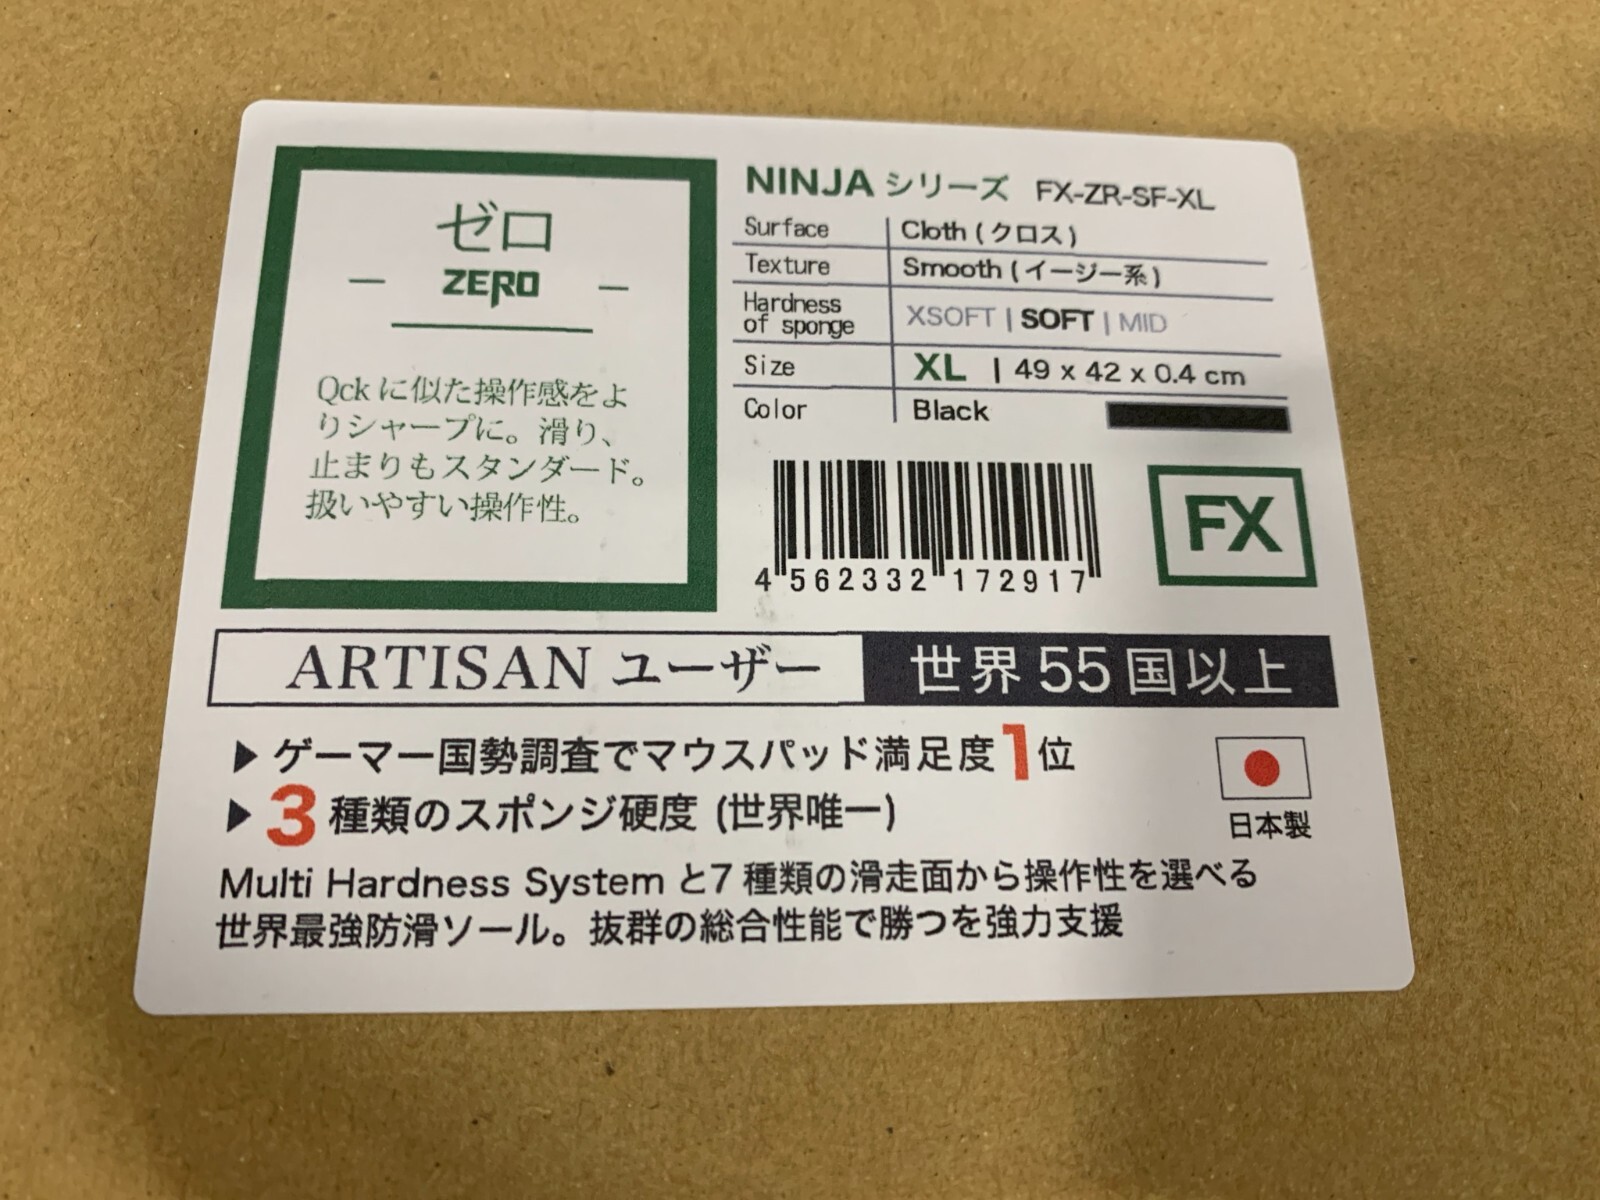 ゼロ
ZERO
Qckに似た操作感をよ
りシャープに。滑り、
止まりもスタンダード。
扱いやすい操作性。
NINJA シリーズ FX-ZR-SF-XL
Surface Cloth (クロス)
Texture Smooth (イージー系)
Hardness of sponge XSOFT | SOFT | MID
Size XL | 49 x 42 x 0.4 cm
Color Black
4 562332 172917
FX
ARTISAN ユーザー 世界55国以上
▶ ゲーマー国勢調査でマウスパッド満足度1位
▶ 3種類のスポンジ硬度 (世界唯一)
日本製
Multi Hardness System と7種類の滑走面から操作性を選べる
世界最強防滑ソール。抜群の総合性能で勝つを強力支援